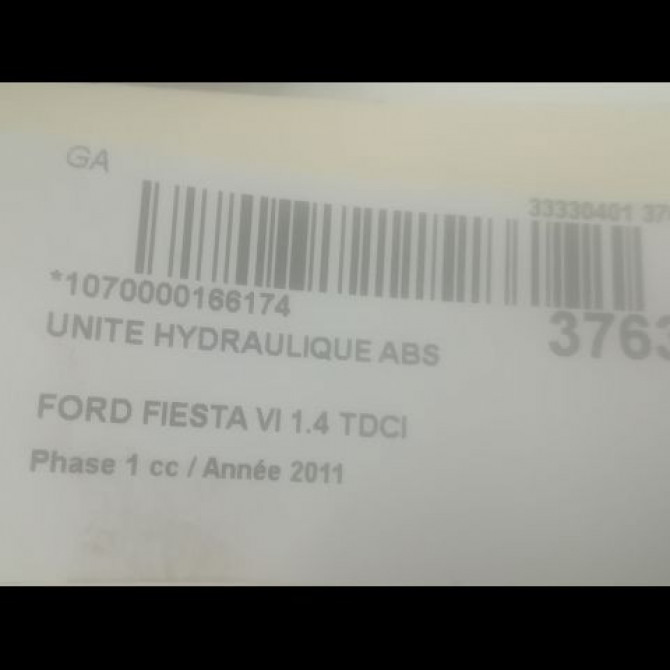 GA
33330401 37
*1070000166174
3763
UNITE HYDRAULIQUE ABS
FORD FIESTA VI 1.4 TDCI
Phase 1 cc / Année 2011